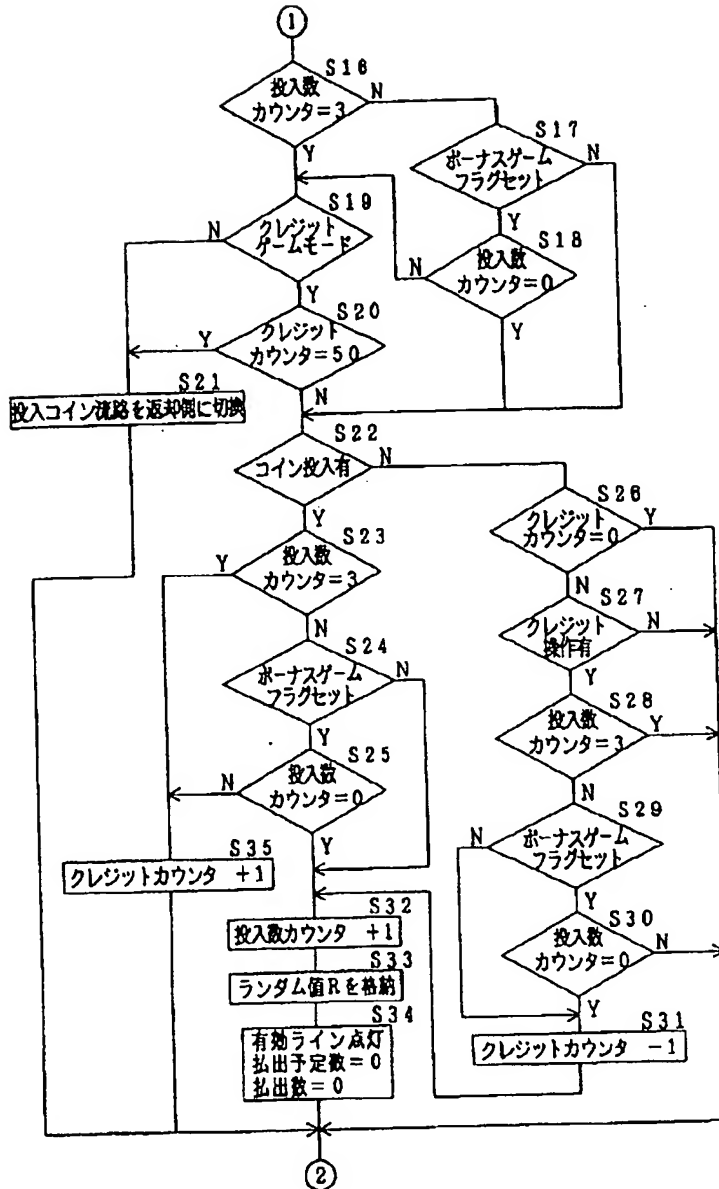 1
S16
投入数
カウンタ=3
N
Y
S17
ボーナスゲーム
フラグセット
N
Y
S18
投入数
カウンタ=0
N
Y
S19
クレジット
ゲームモード
N
Y
S20
クレジット
カウンタ=50
Y
N
S21
投入コイン流路を返却側に切換
S22
コイン投入有
N
Y
S23
投入数
カウンタ=3
Y
N
S24
ボーナスゲーム
フラグセット
N
Y
S25
投入数
カウンタ=0
N
Y
S26
クレジット
カウンタ=0
Y
N
S27
クレジット
操作有
N
Y
S28
投入数
カウンタ=3
Y
N
S29
ボーナスゲーム
フラグセット
N
Y
S30
投入数
カウンタ=0
N
Y
S31
クレジットカウンタ -1
S35
クレジットカウンタ +1
S32
投入数カウンタ +1
S33
ランダム値Rを格納
S34
有効ライン点灯
払出予定数=0
払出数=0
2